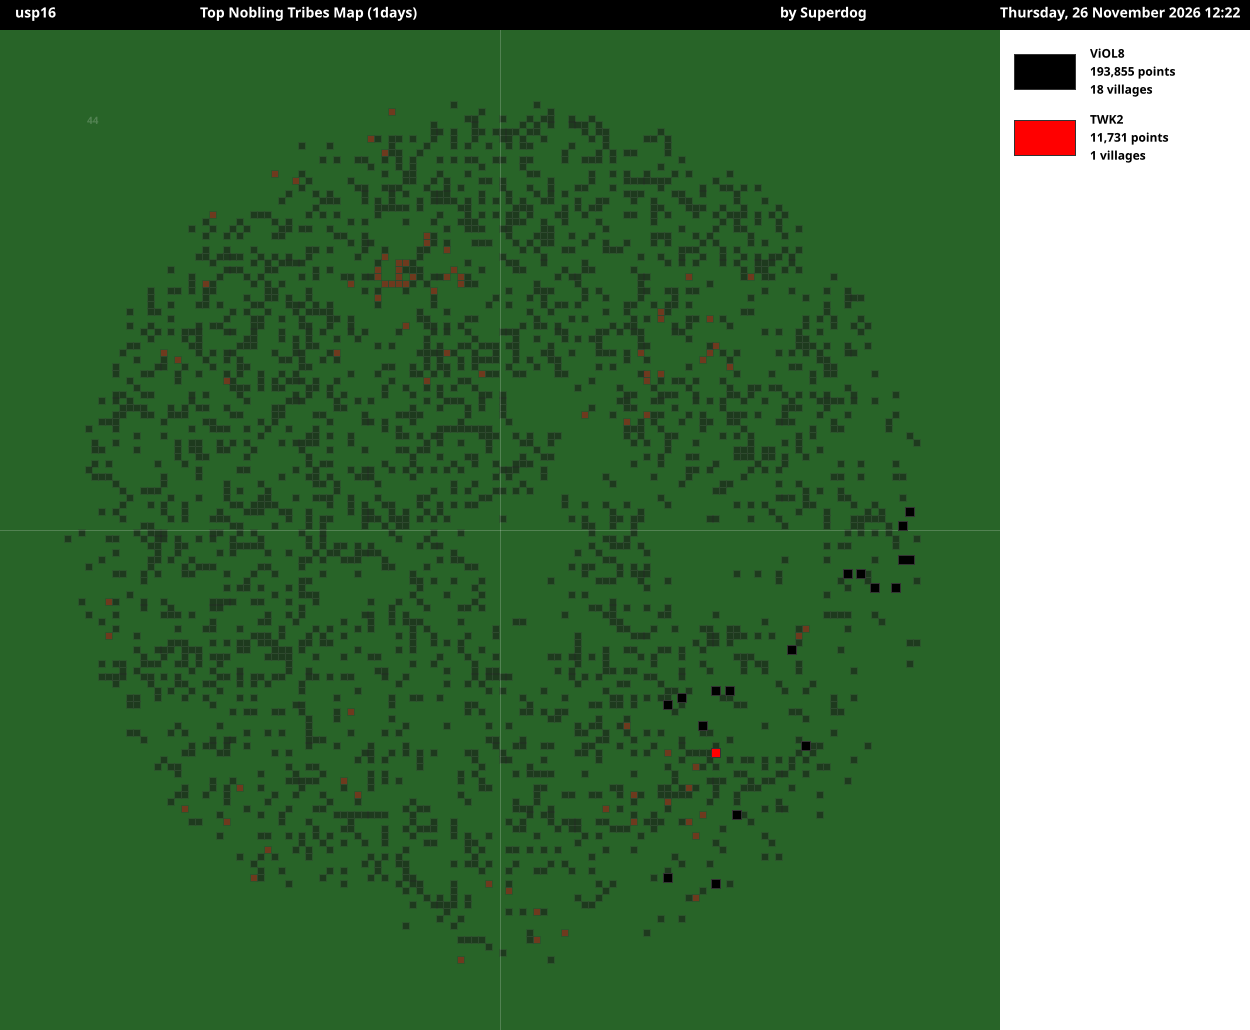 usp16 Top Nobling Tribes Map (1days) by Superdog Thursday, 26 November 2026 12:22
ViOL8
193,855 points
18 villages
44
TWK2
11,731 points
1 villages